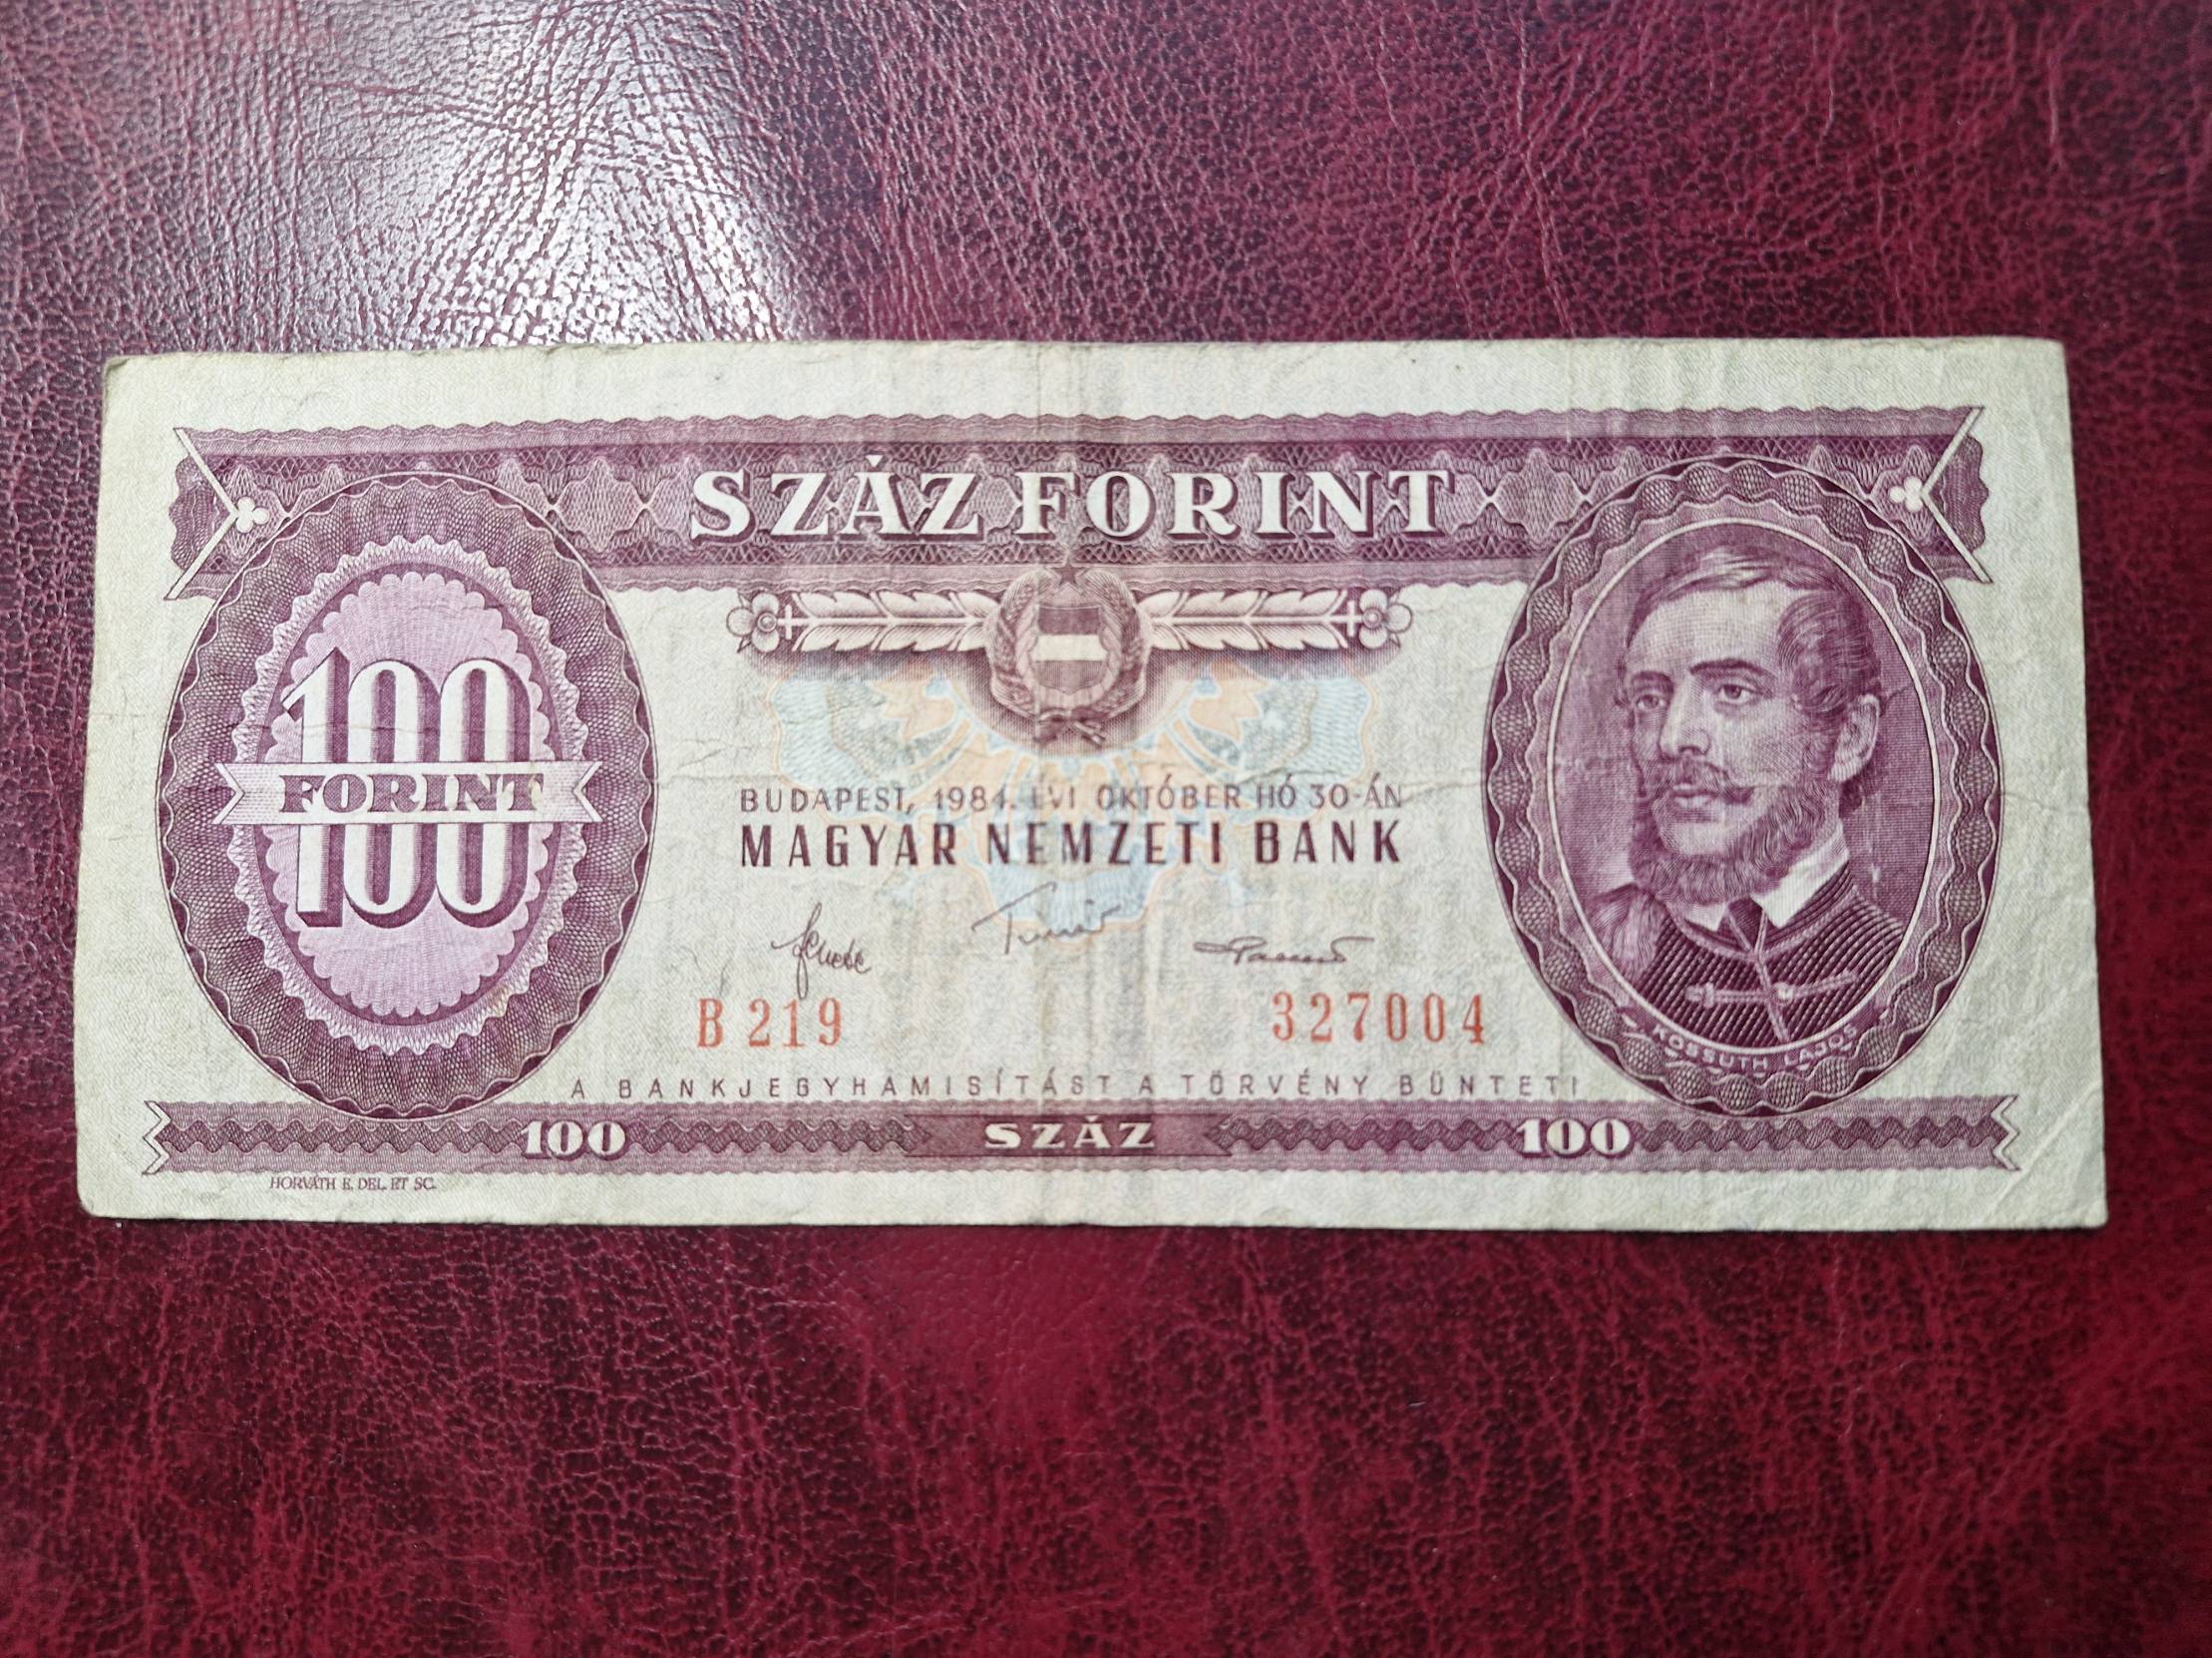 SZÁZ FORINT
100
FORINT
BUDAPEST, 1984. ÉVI OKTÓBER HÓ 30-ÁN
MAGYAR NEMZETI BANK
B 219
327004
KOSSUTH LAJOS
A BANKJEGYHAMISÍTÁST A TÖRVÉNY BÜNTETI
100 SZÁZ 100
HORVÁTH E. DEL. ET SC.